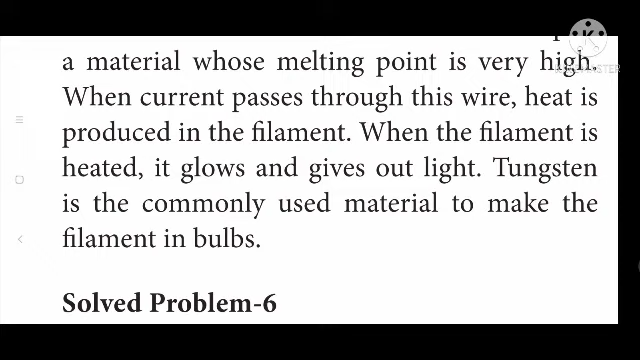 a material whose melting point is very high.
When current passes through this wire, heat is
produced in the filament. When the filament is
heated, it glows and gives out light. Tungsten
is the commonly used material to make the
filament in bulbs.
Solved Problem-6